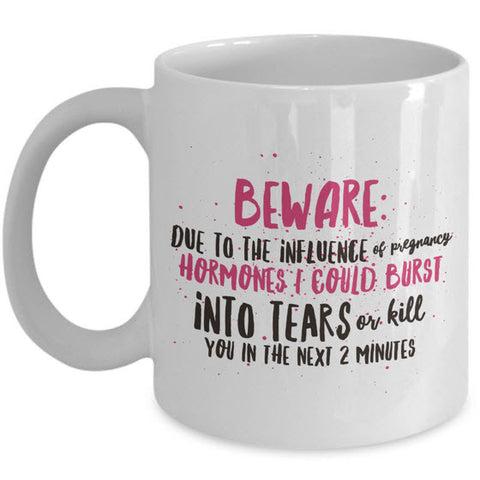 BEWARE:
DUE TO THE INFLUENCE of pregnancy
HORMONES I COULD BURST
INTO TEARS or kill
YOU IN THE NEXT 2 MINUTES